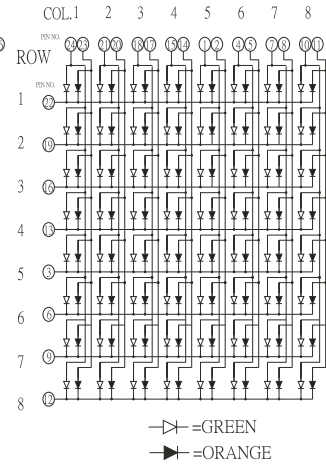 COL. 1 2 3 4 5 6 7 8
PIN NO. 24 23 21 20 18 17 15 14 1 2 4 5 7 8 10 11
ROW
PIN NO.
1 22
2 19
3 16
4 13
5 3
6 6
7 9
8 12
=GREEN
=ORANGE